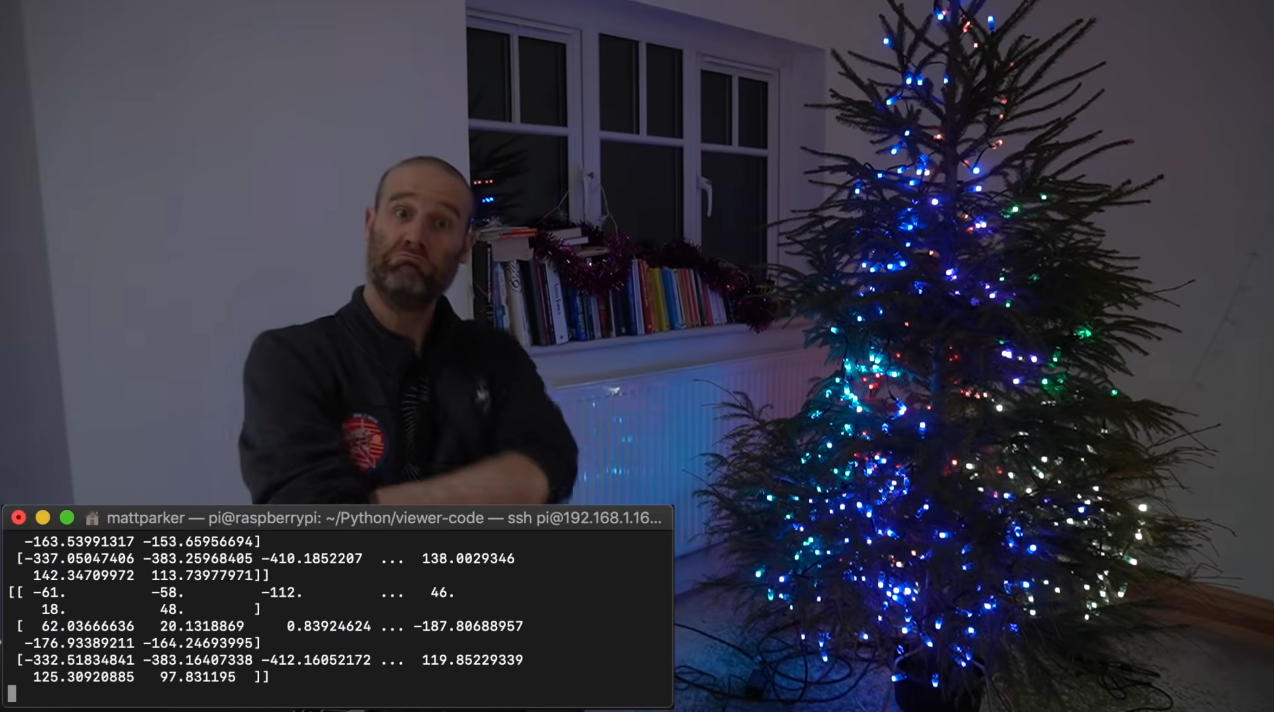 mattparker — pi@raspberrypi: ~/Python/viewer-code — ssh pi@192.168.1.16...
-163.53991317 -153.65956694]
[-337.05047406 -383.25968405 -410.1852207 ... 138.0029346
142.34709972 113.73977971]]
[[ -61. -58. -112. ... 46.
18. 48. ]
[ 62.03666636 20.1318869 0.83924624 ... -187.80688957
-176.93389211 -164.24693995]
[-332.51834841 -383.16407338 -412.16052172 ... 119.85229339
125.30920885 97.831195 ]]